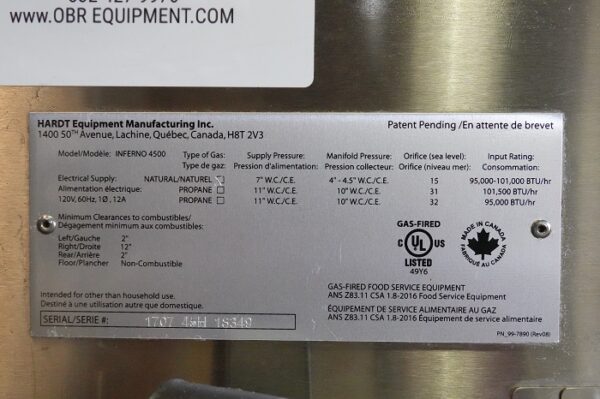 WWW.OBR EQUIPMENT.COM
HARDT Equipment Manufacturing Inc.
1400 50TH Avenue, Lachine, Québec, Canada, H8T 2V3
Patent Pending /En attente de brevet
Model/Modèle: INFERNO 4500 Type of Gas: Supply Pressure: Manifold Pressure: Orifice (sea level): Input Rating:
Type de gaz: Pression d'alimentation: Pression collecteur: Orifice (niveau mer): Consommation:
Electrical Supply: NATURAL/NATUREL 7" W.C./C.E. 4" - 4.5" W.C./C.E. 15 95,000-101,000 BTU/hr
Alimentation électrique: PROPANE 11" W.C./C.E. 10" W.C./C.E. 31 101,500 BTU/hr
120V, 60Hz, 1Ø, 12A PROPANE 11" W.C./C.E. 10" W.C./C.E. 32 95,000 BTU/hr
Minimum Clearances to combustibles/
Dégagement minimum aux combustibles:
Left/Gauche 2"
Right/Droite 12"
Rear/Arrière 2"
Floor/Plancher Non-Combustible
GAS-FIRED
C UL US
LISTED
49Y6
MADE IN CANADA
FABRIQUÉ AU CANADA
Intended for other than household use.
Destiné à une utilisation autre que domestique.
SERIAL/SERIE #:
GAS-FIRED FOOD SERVICE EQUIPMENT
ANS Z83.11 CSA 1.8-2016 Food Service Equipment
ÉQUIPEMENT DE SERVICE ALIMENTAIRE AU GAZ
ANS Z83.11 CSA 1.8-2016 Équipement de service alimentaire
PN_99-7890 (Rev08)